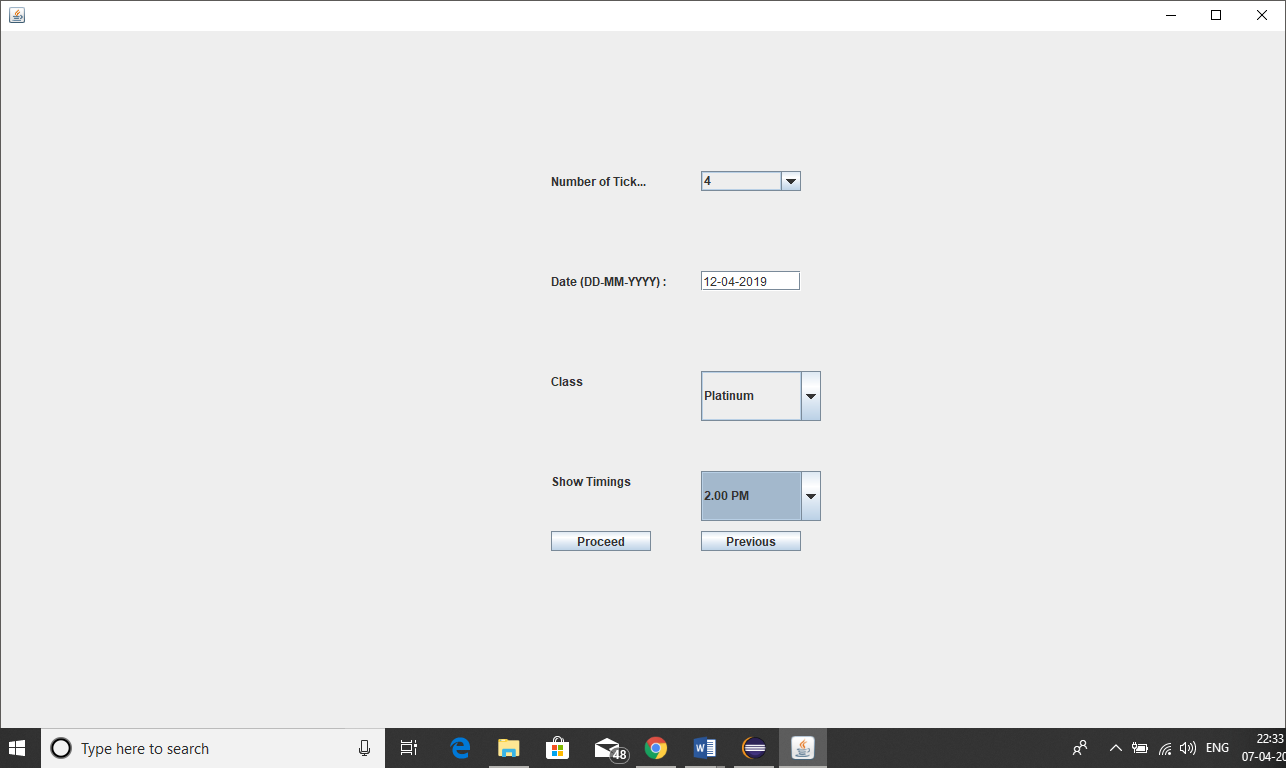 Number of Tick... 4
Date (DD-MM-YYYY) : 12-04-2019
Class Platinum
Show Timings 2.00 PM
Proceed Previous
Type here to search 48 ENG 22:33
07-04-20